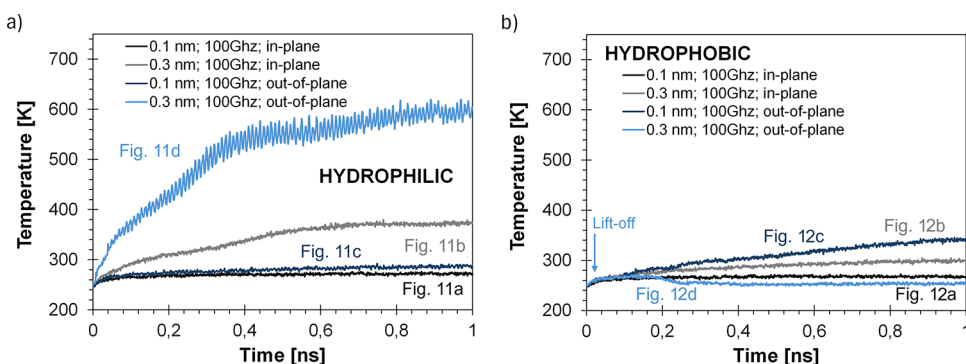 a)
700
600
500
400
300
200
Temperature [K]
0.1 nm; 100Ghz; in-plane
0.3 nm; 100Ghz; in-plane
0.1 nm; 100Ghz; out-of-plane
0.3 nm; 100Ghz; out-of-plane
Fig. 11d
HYDROPHILIC
Fig. 11b
Fig. 11c
Fig. 11a
0 0,2 0,4 0,6 0,8 1
Time [ns]
b)
700
600
500
400
300
200
Temperature [K]
HYDROPHOBIC
0.1 nm; 100Ghz; in-plane
0.3 nm; 100Ghz; in-plane
0.1 nm; 100Ghz; out-of-plane
0.3 nm; 100Ghz; out-of-plane
Lift-off
Fig. 12c
Fig. 12b
Fig. 12d
Fig. 12a
0 0,2 0,4 0,6 0,8 1
Time [ns]